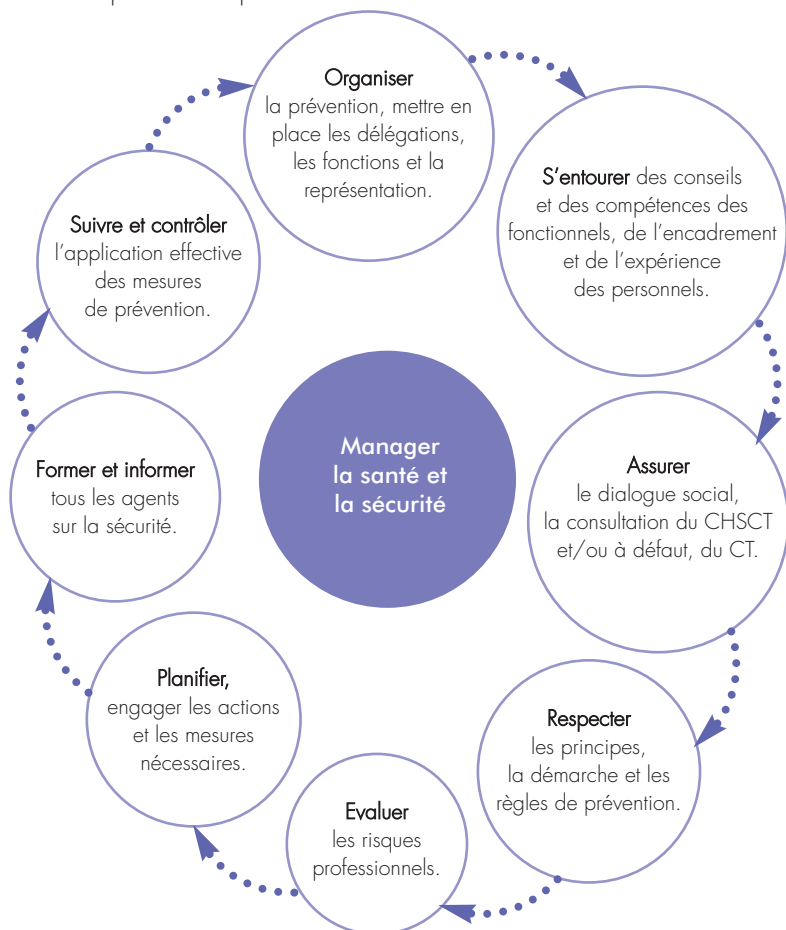 Organiser
la prévention, mettre en
place les délégations,
les fonctions et la
représentation.
S'entourer des conseils
et des compétences des
fonctionnels, de l'encadrement
et de l'expérience
des personnels.
Assurer
le dialogue social,
la consultation du CHSCT
et/ou à défaut, du CT.
Respecter
les principes,
la démarche et les
règles de prévention.
Evaluer
les risques
professionnels.
Planifier,
engager les actions
et les mesures
nécessaires.
Former et informer
tous les agents
sur la sécurité.
Suivre et contrôler
l'application effective
des mesures
de prévention.
Manager
la santé et
la sécurité